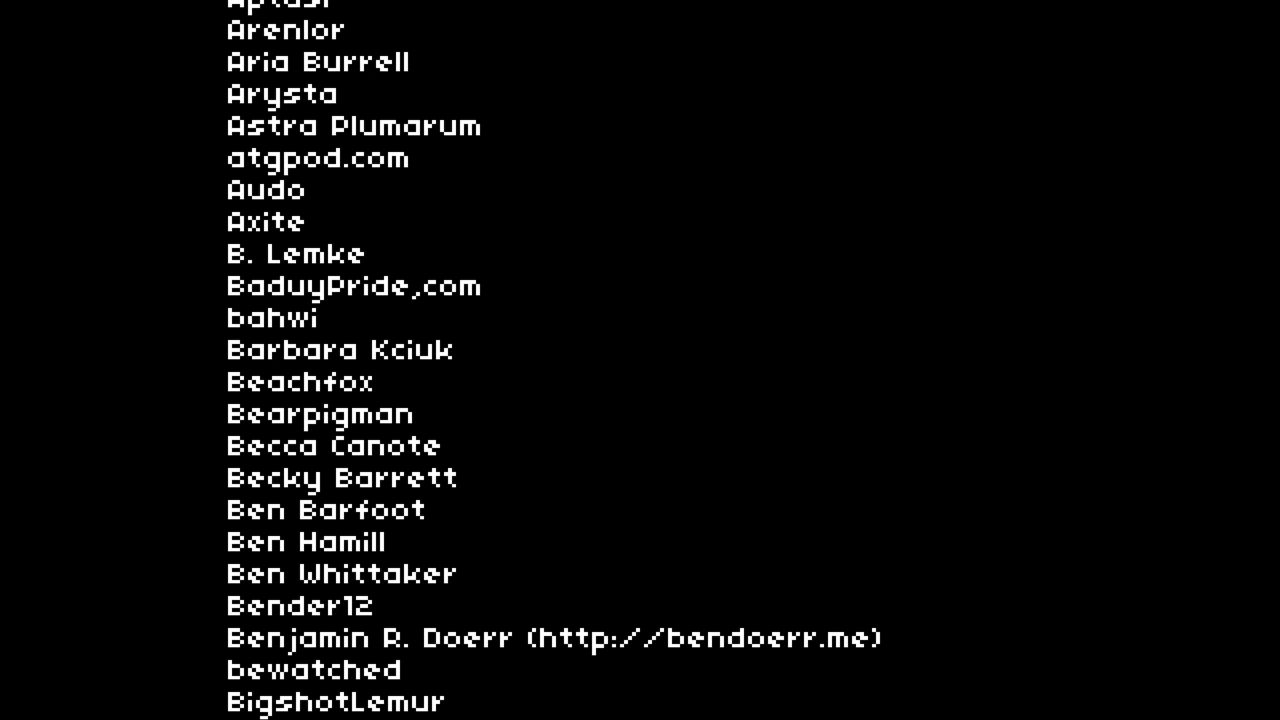 Arenlor
Aria Burrell
Arysta
Astra Plumarum
atgpod.com
Audo
Axite
B. Lemke
BaduyPride,com
bahwi
Barbara Kciuk
Beachfox
Bearpigman
Becca Canote
Becky Barrett
Ben Barfoot
Ben Hamill
Ben Whittaker
Bender12
Benjamin R. Doerr (http://bendoerr.me)
bewatched
BigshotLemur